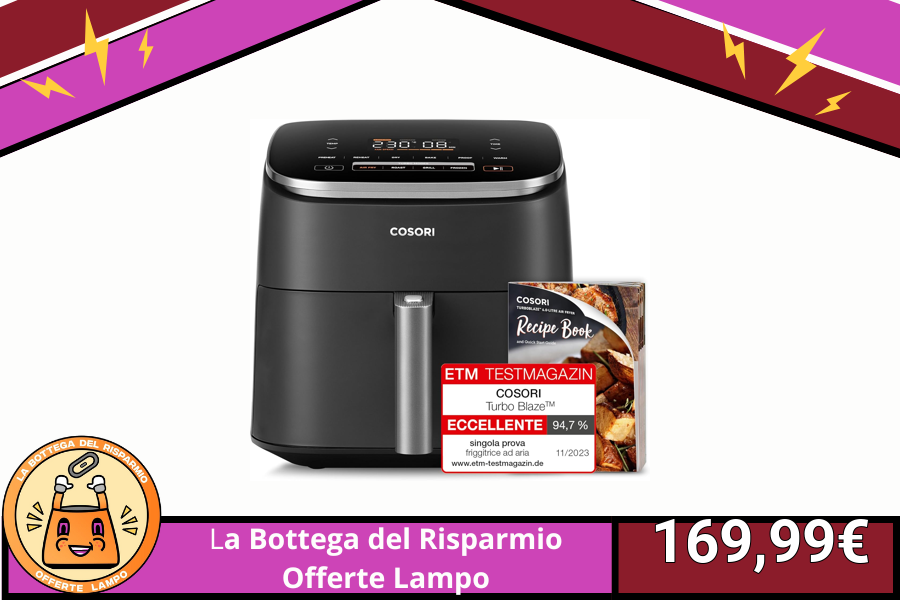 230° 08
COSORI
COSORI
Recipe Book
ETM TESTMAGAZIN
COSORI
Turbo Blaze™
ECCELLENTE 94,7 %
singola prova
friggitrice ad aria 11/2023
www.etm-testmagazin.de
LA BOTTEGA DEL RISPARMIO
OFFERTE LAMPO
La Bottega del Risparmio
Offerte Lampo
169,99€